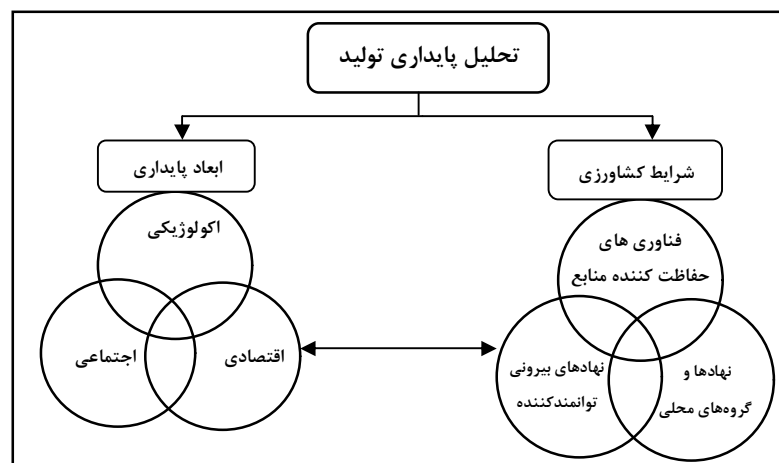 تحلیل پایداری تولید
شرایط کشاورزی
ابعاد پایداری
فناوری های
حفاظت کننده منابع
نهادها و
گروه‌های محلی
نهادهای بیرونی
توانمندکننده
اکولوژیکی
اقتصادی
اجتماعی